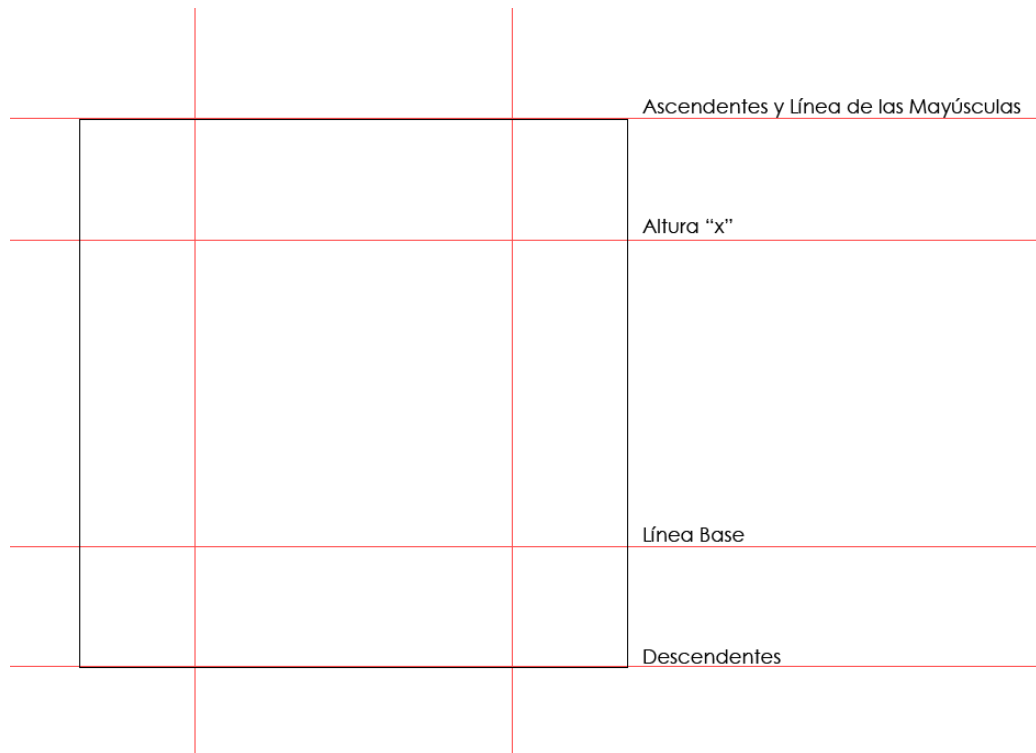 Ascendentes y Línea de las Mayúsculas
Altura “x”
Línea Base
Descendentes